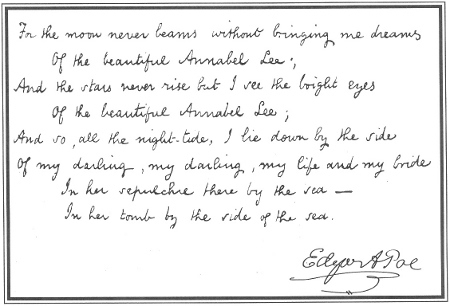 For the moon never beams without bringing me dreams
Of the beautiful Annabel Lee;
And the stars never rise but I see the bright eyes
Of the beautiful Annabel Lee;
And so, all the night-tide, I lie down by the side
Of my darling, my darling, my life and my bride
In her sepulchre there by the sea —
In her tomb by the side of the sea.
Edgar A Poe